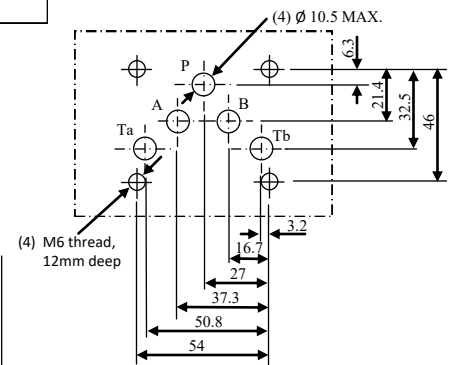 (4) Ø 10.5 MAX.
P
6.3
A
B
21.4
32.5
46
Ta
Tb
3.2
(4) M6 thread,
12mm deep
16.7
27
37.3
50.8
54